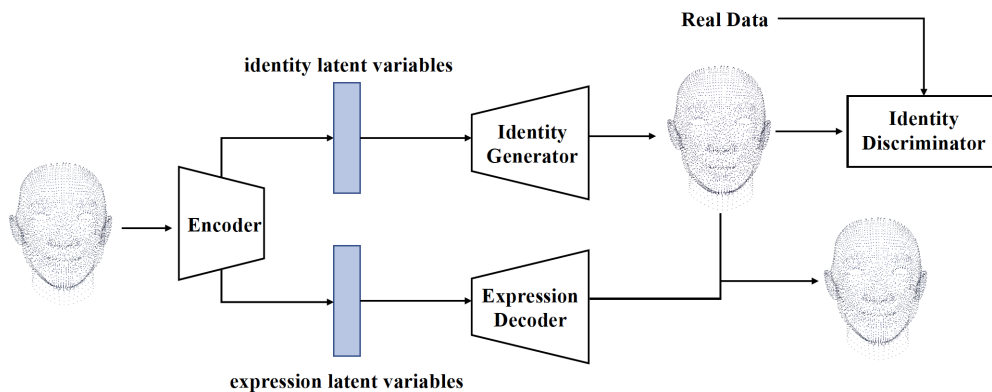 Real Data
identity latent variables
Identity
Generator
Identity
Discriminator
Encoder
Expression
Decoder
expression latent variables